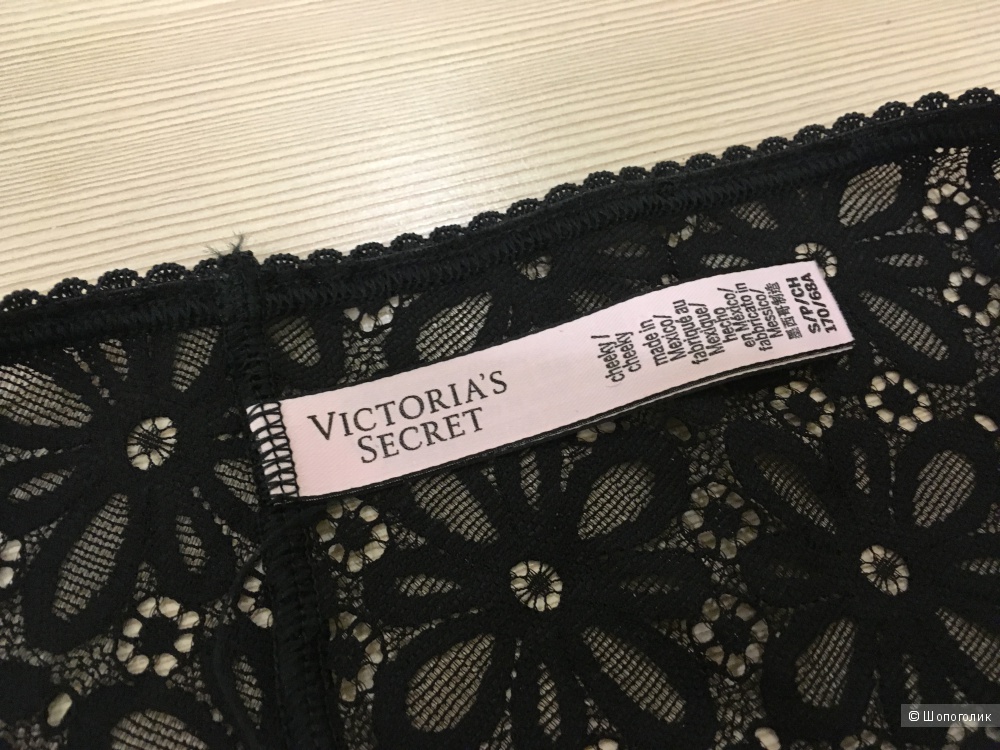 VICTORIA'S
SECRET
cheeky/
cheeky
made in
Mexico/
fabriqué au
Mexique/
hecho
en México/
fabricato in
Messico/
墨西哥制造
S/P/CH
170/68A
© Шопоголик